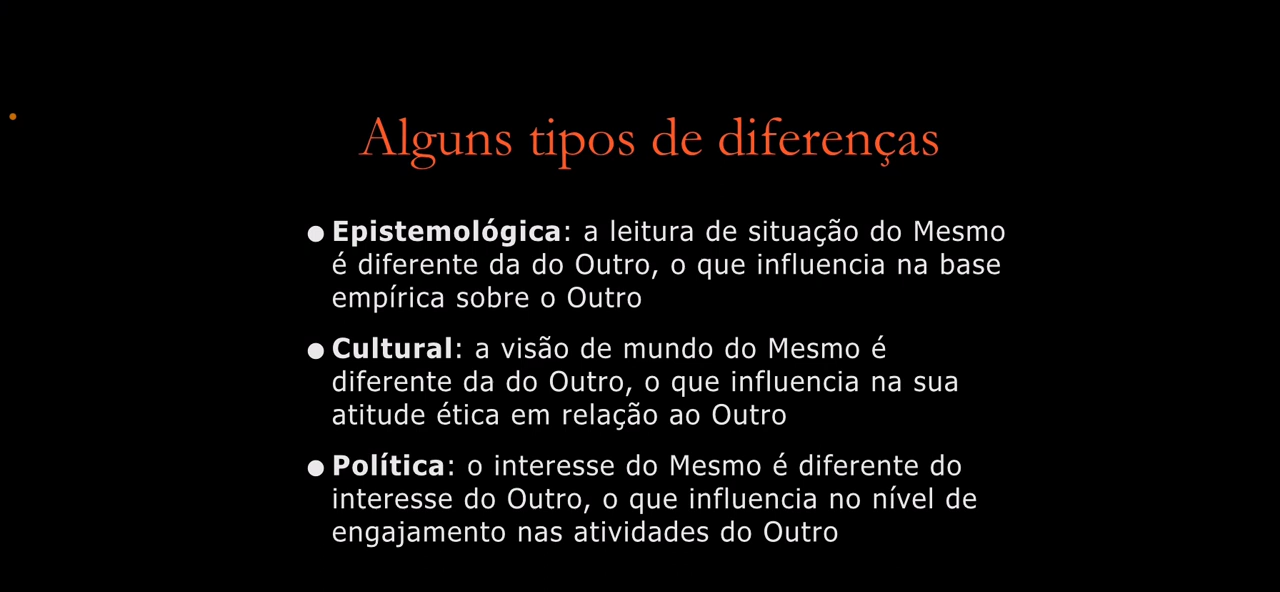 Alguns tipos de diferenças
● Epistemológica: a leitura de situação do Mesmo
é diferente da do Outro, o que influencia na base
empírica sobre o Outro
● Cultural: a visão de mundo do Mesmo é
diferente da do Outro, o que influencia na sua
atitude ética em relação ao Outro
● Política: o interesse do Mesmo é diferente do
interesse do Outro, o que influencia no nível de
engajamento nas atividades do Outro